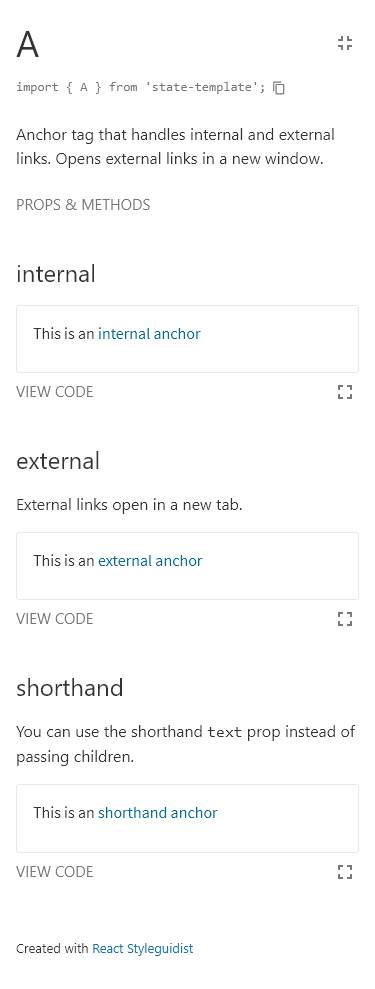 A
import { A } from 'state-template';
Anchor tag that handles internal and external
links. Opens external links in a new window.
PROPS & METHODS
internal
This is an internal anchor
VIEW CODE
external
External links open in a new tab.
This is an external anchor
VIEW CODE
shorthand
You can use the shorthand text prop instead of
passing children.
This is an shorthand anchor
VIEW CODE
Created with React Styleguidist